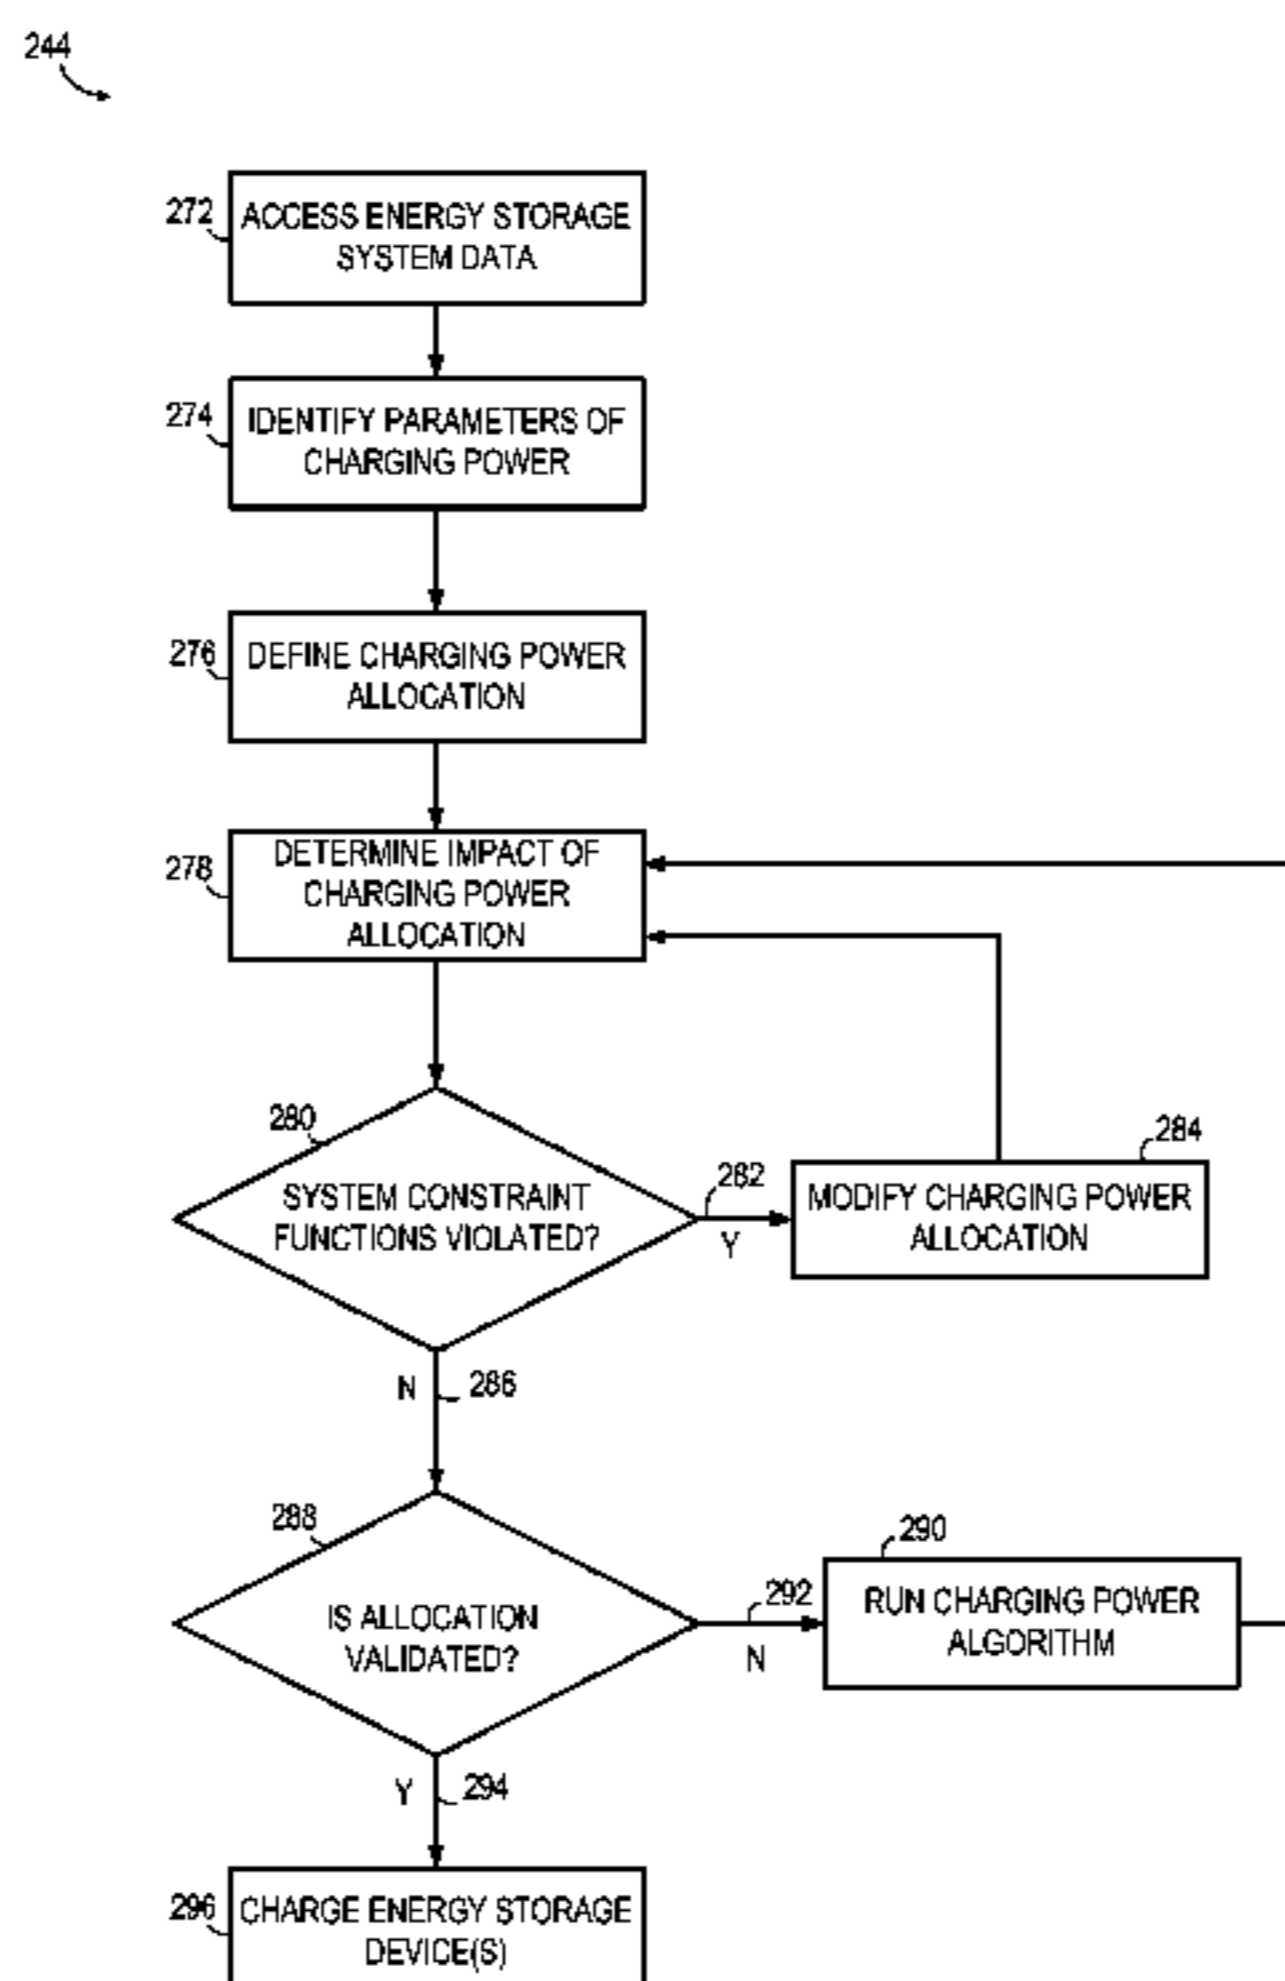 244
272
ACCESS ENERGY STORAGE
SYSTEM DATA
274
IDENTIFY PARAMETERS OF
CHARGING POWER
276
DEFINE CHARGING POWER
ALLOCATION
278
DETERMINE IMPACT OF
CHARGING POWER
ALLOCATION
280
SYSTEM CONSTRAINT
FUNCTIONS VIOLATED?
282
Y
284
MODIFY CHARGING POWER
ALLOCATION
N
286
288
IS ALLOCATION
VALIDATED?
292
N
290
RUN CHARGING POWER
ALGORITHM
Y
294
296
CHARGE ENERGY STORAGE
DEVICE(S)